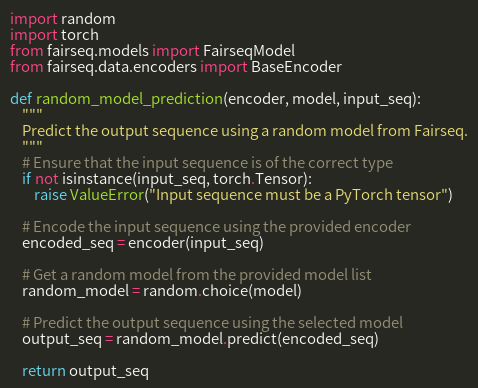 import random
import torch
from fairseq.models import FairseqModel
from fairseq.data.encoders import BaseEncoder

def random_model_prediction(encoder, model, input_seq):
    """
    Predict the output sequence using a random model from Fairseq.
    """
    # Ensure that the input sequence is of the correct type
    if not isinstance(input_seq, torch.Tensor):
        raise ValueError("Input sequence must be a PyTorch tensor")

    # Encode the input sequence using the provided encoder
    encoded_seq = encoder(input_seq)

    # Get a random model from the provided model list
    random_model = random.choice(model)

    # Predict the output sequence using the selected model
    output_seq = random_model.predict(encoded_seq)

    return output_seq